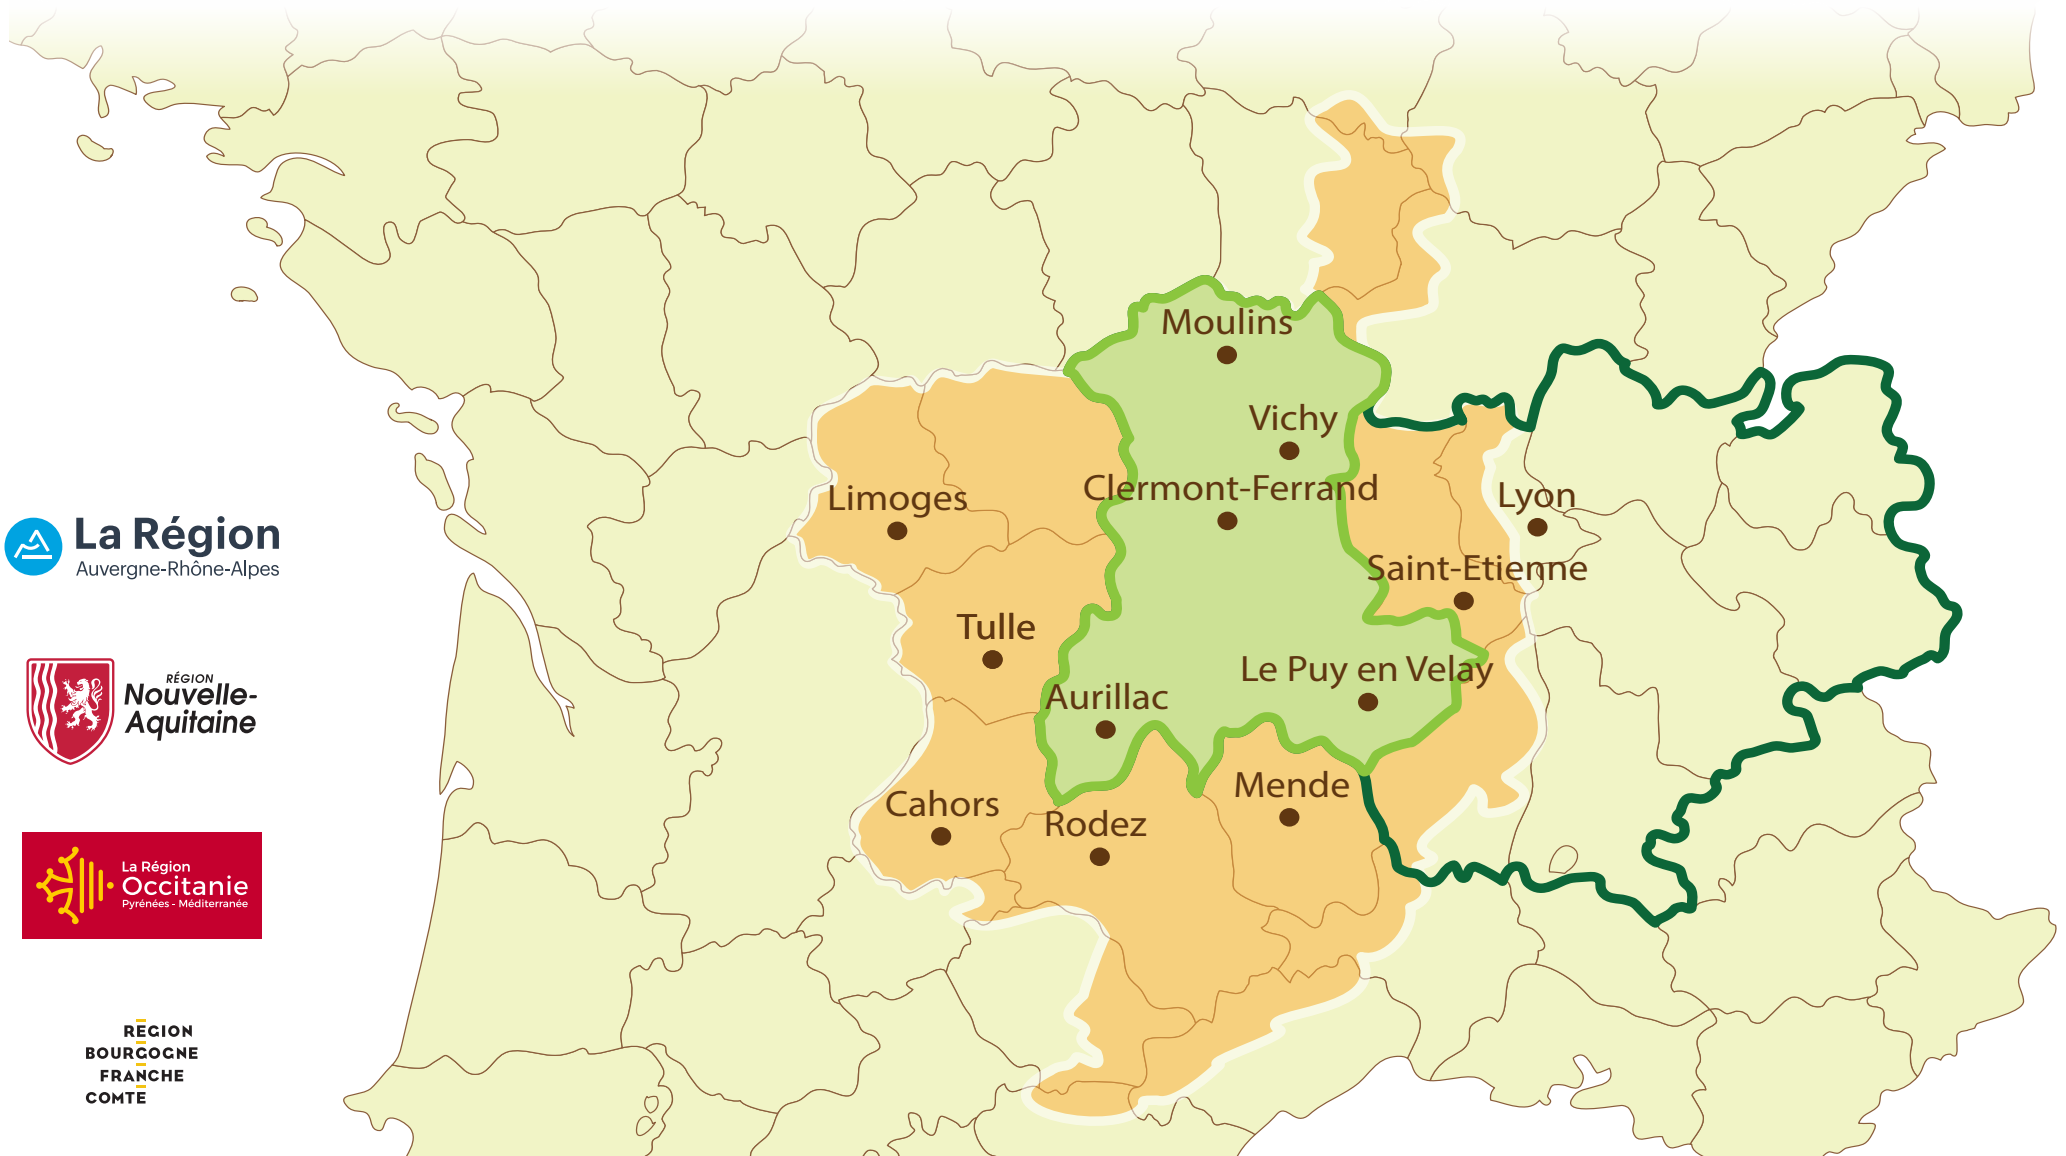 Moulins
Vichy
Clermont-Ferrand
Limoges
Lyon
Saint-Etienne
Tulle
Le Puy en Velay
Aurillac
Mende
Cahors
Rodez
La Région
Auvergne-Rhône-Alpes
RÉGION
Nouvelle-
Aquitaine
La Région
Occitanie
Pyrénées - Méditerranée
REGION
BOURGOGNE
FRANCHE
COMTE